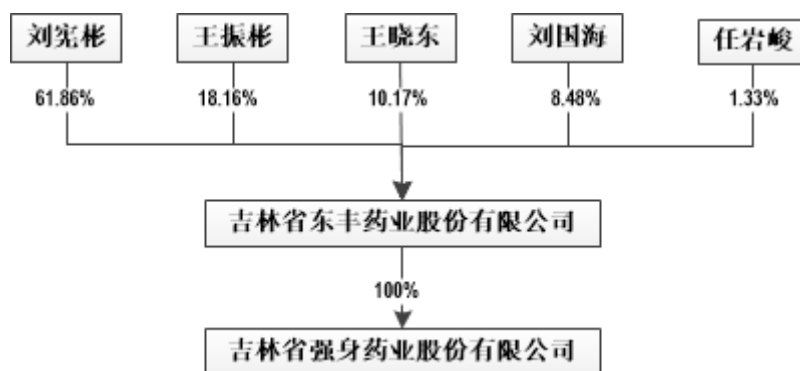 刘宪彬 王振彬 王晓东 刘国海 任岩峻
61.86% 18.16% 10.17% 8.48% 1.33%
吉林省东丰药业股份有限公司
100%
吉林省强身药业股份有限公司